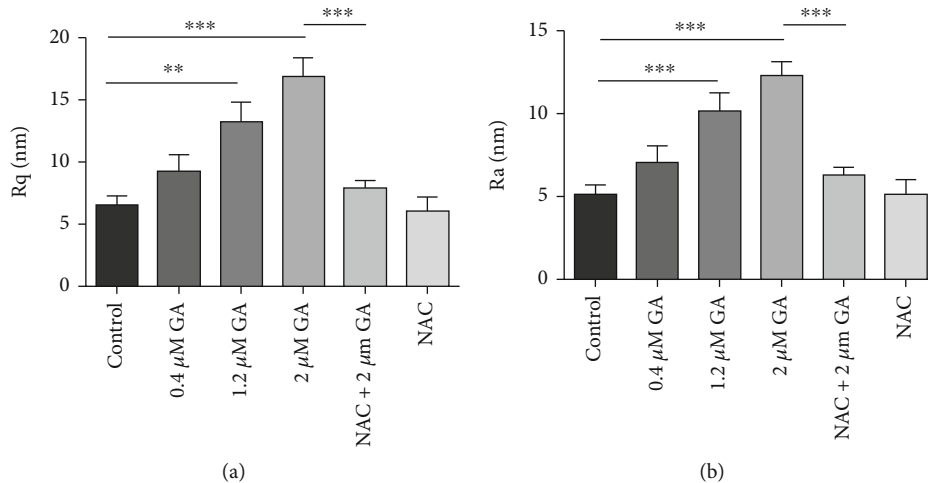 ***
***
**
20
15
10
5
0
Rq (nm)
Control
0.4 μM GA
1.2 μM GA
2 μM GA
NAC + 2 μm GA
NAC
(a)
***
***
***
15
10
5
0
Ra (nm)
Control
0.4 μM GA
1.2 μM GA
2 μM GA
NAC + 2 μm GA
NAC
(b)